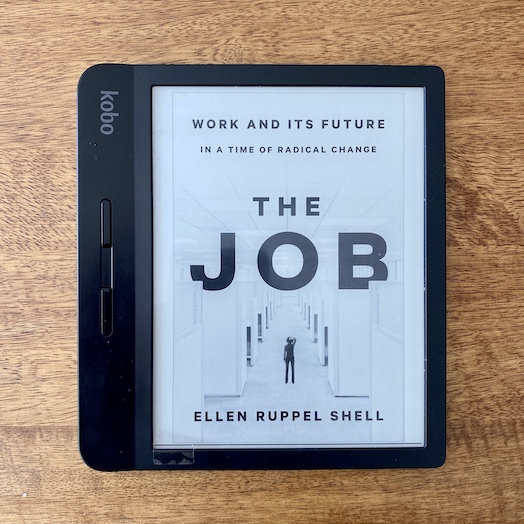 kobo
WORK AND ITS FUTURE
IN A TIME OF RADICAL CHANGE
THE
JOB
ELLEN RUPPEL SHELL